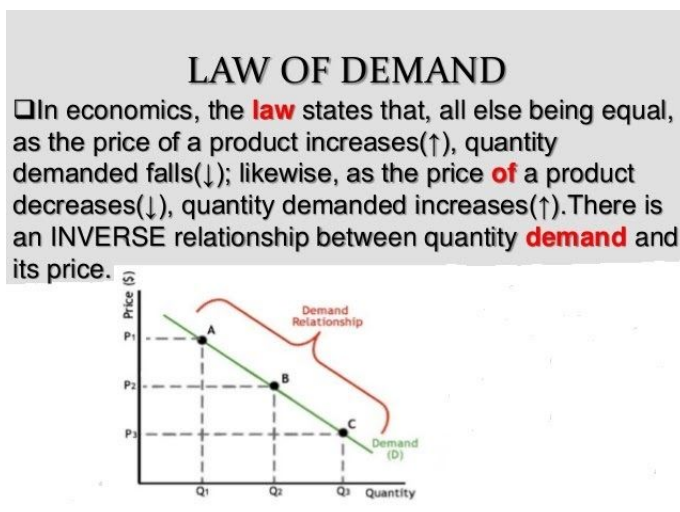 LAW OF DEMAND
❑In economics, the law states that, all else being equal,
as the price of a product increases(↑), quantity
demanded falls(↓); likewise, as the price of a product
decreases(↓), quantity demanded increases(↑).There is
an INVERSE relationship between quantity demand and
its price.
Price ($)
Demand
Relationship
P1
A
P2
B
P3
C
Demand
(D)
Q1 Q2 Q3 Quantity